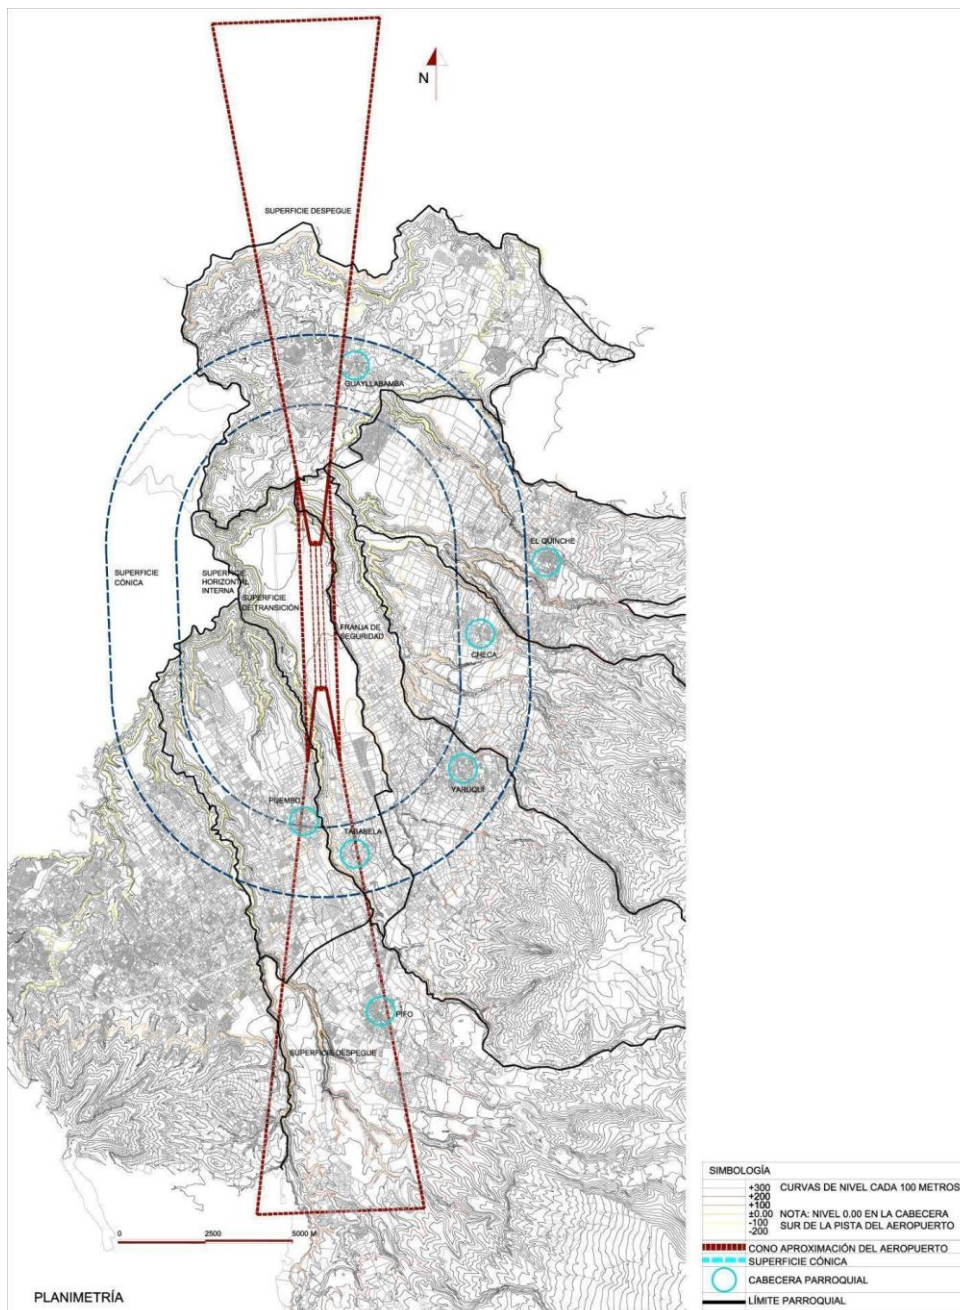 N
SUPERFICIE DESPEGUE
GUAYLLABAMBA
EL QUINCHE
SUPERFICIE
CÓNICA
SUPERFICIE
HORIZONTAL
INTERNA
SUPERFICIE
DE TRANSICIÓN
FRANJA DE
SEGURIDAD
CHECA
YARUQUI
PUEMBO
TABABELA
PIFO
SUPERFICIE DESPEGUE
0 2500 5000 M
PLANIMETRÍA
SIMBOLOGÍA
+300 CURVAS DE NIVEL CADA 100 METROS
+200
+100
±0.00 NOTA: NIVEL 0.00 EN LA CABECERA
-100 SUR DE LA PISTA DEL AEROPUERTO
-200
CONO APROXIMACIÓN DEL AEROPUERTO
SUPERFICIE CÓNICA
CABECERA PARROQUIAL
LÍMITE PARROQUIAL